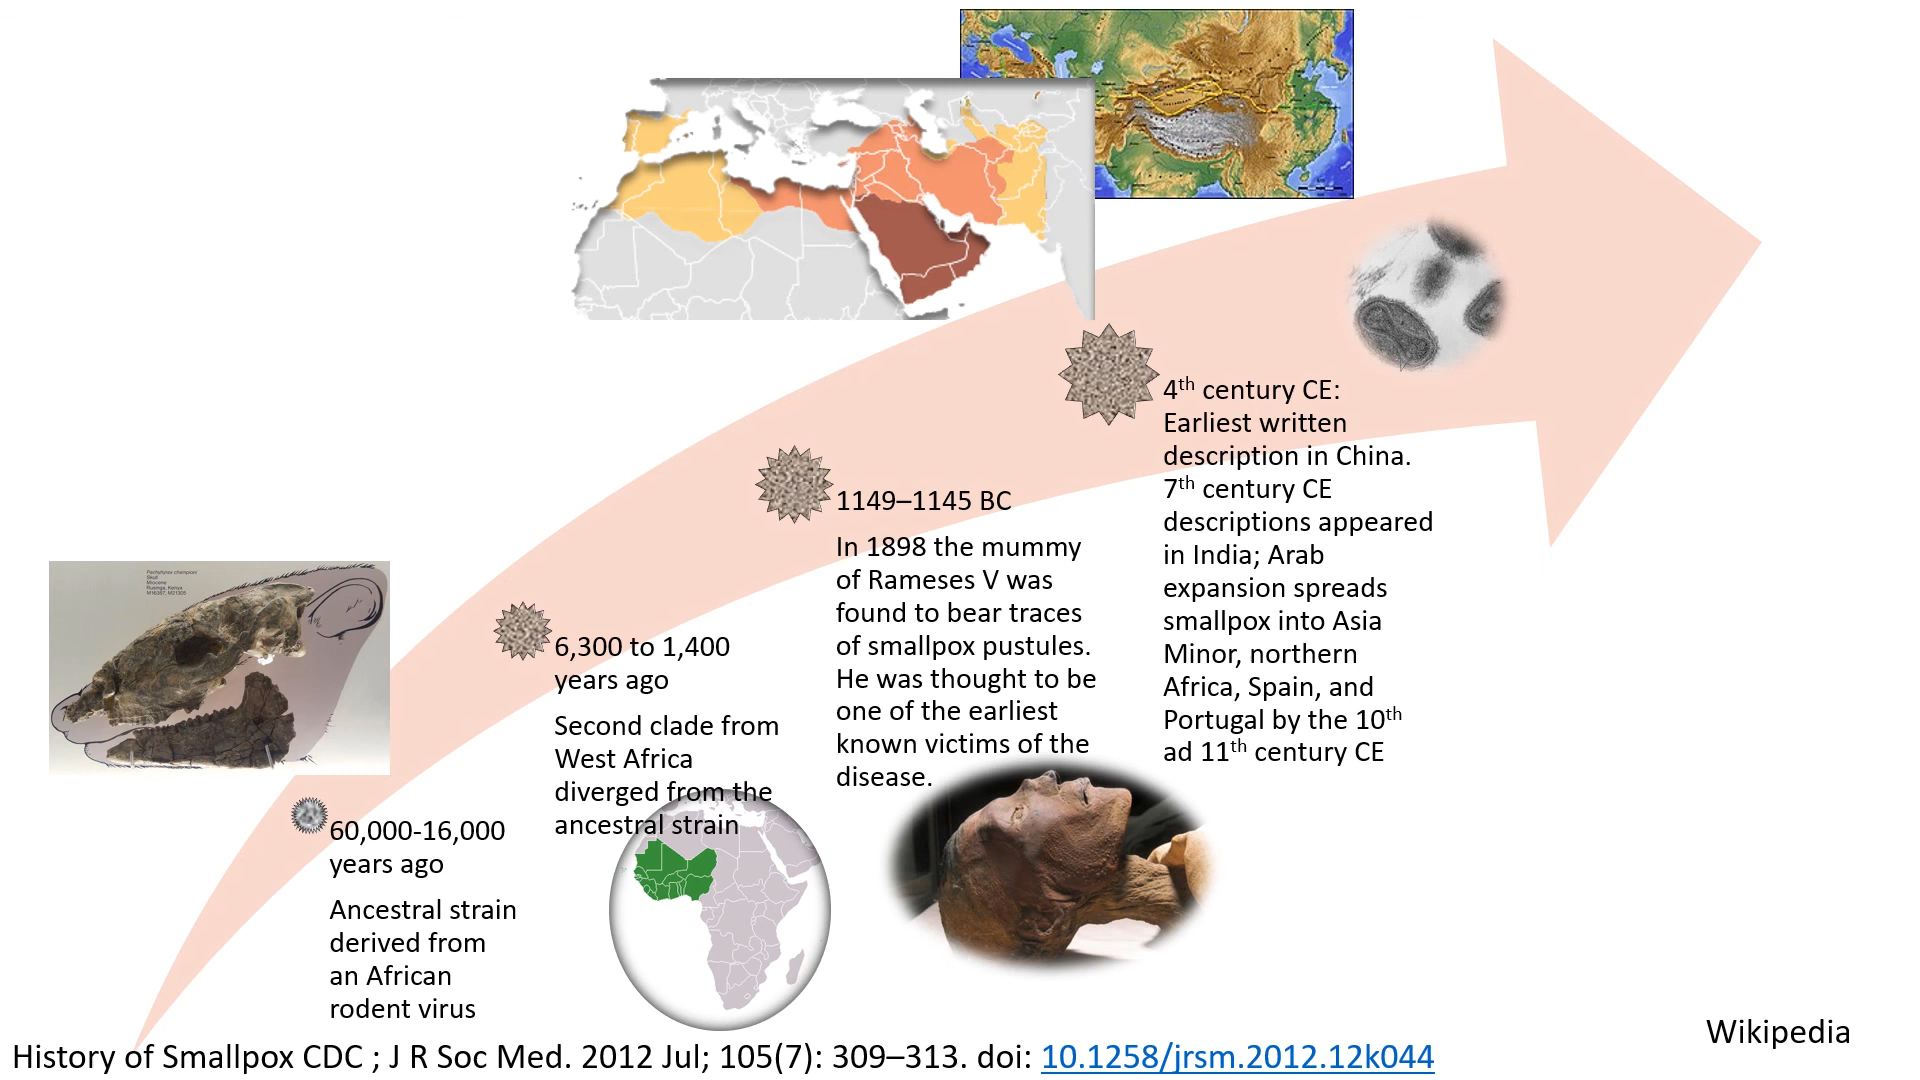 Pachyhyrax championi
Skull
Miocene
Rusinga, Kenya
60,000-16,000
years ago
Ancestral strain
derived from
an African
rodent virus
6,300 to 1,400
years ago
Second clade from
West Africa
diverged from the
ancestral strain
1149–1145 BC
In 1898 the mummy
of Rameses V was
found to bear traces
of smallpox pustules.
He was thought to be
one of the earliest
known victims of the
disease.
4th century CE:
Earliest written
description in China.
7th century CE
descriptions appeared
in India; Arab
expansion spreads
smallpox into Asia
Minor, northern
Africa, Spain, and
Portugal by the 10th
ad 11th century CE
Wikipedia
History of Smallpox CDC ; J R Soc Med. 2012 Jul; 105(7): 309–313. doi: 10.1258/jrsm.2012.12k044